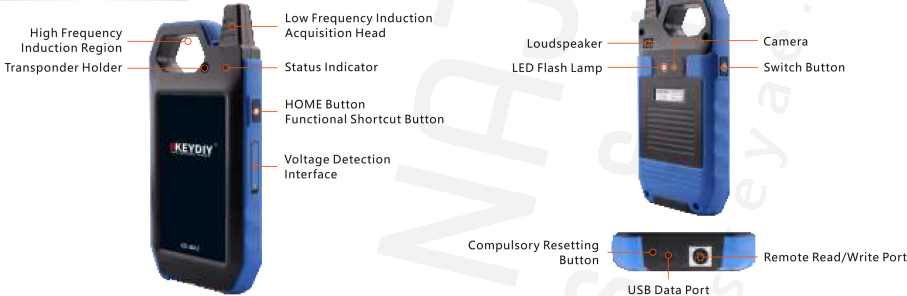 High Frequency
Induction Region
Transponder Holder
Low Frequency Induction
Acquisition Head
Status Indicator
HOME Button
Functional Shortcut Button
Voltage Detection
Interface
KEYDIY
Loudspeaker
LED Flash Lamp
Camera
Switch Button
Compulsory Resetting
Button
USB Data Port
Remote Read/Write Port